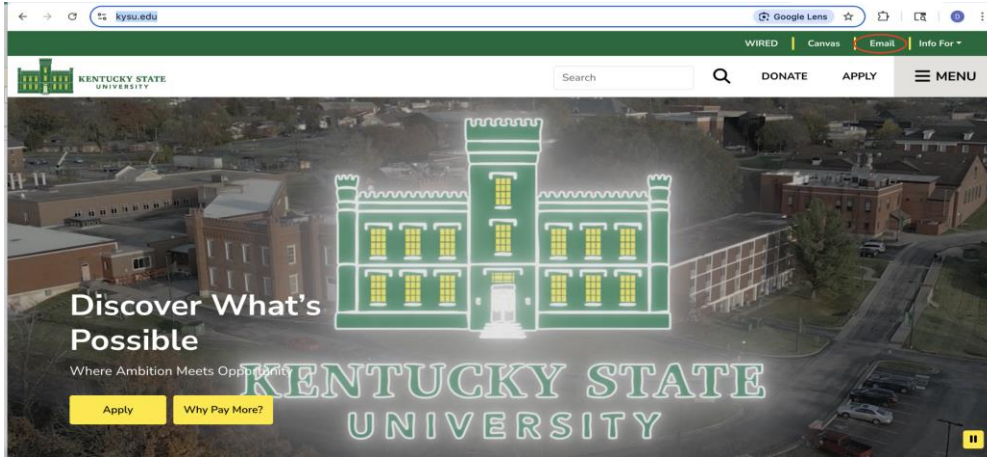 kysu.edu
Google Lens
D
WIRED
Canvas
Email
Info For
KENTUCKY STATE
UNIVERSITY
Search
DONATE
APPLY
MENU
Discover What's
Possible
Where Ambition Meets Opportunity
Apply
Why Pay More?
KENTUCKY STATE
UNIVERSITY